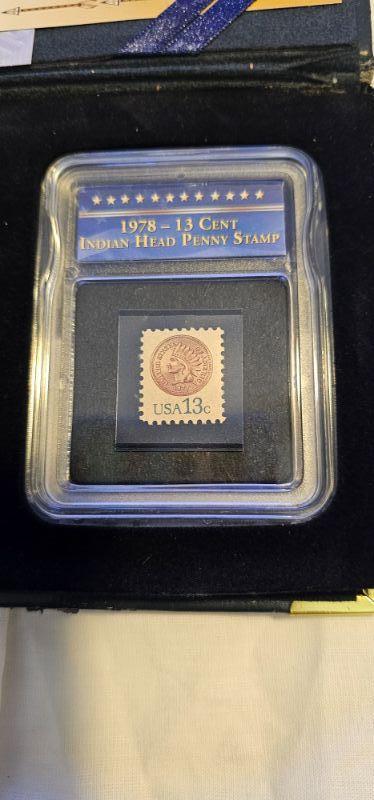 1978 – 13 Cent
Indian Head Penny Stamp
USA 13c